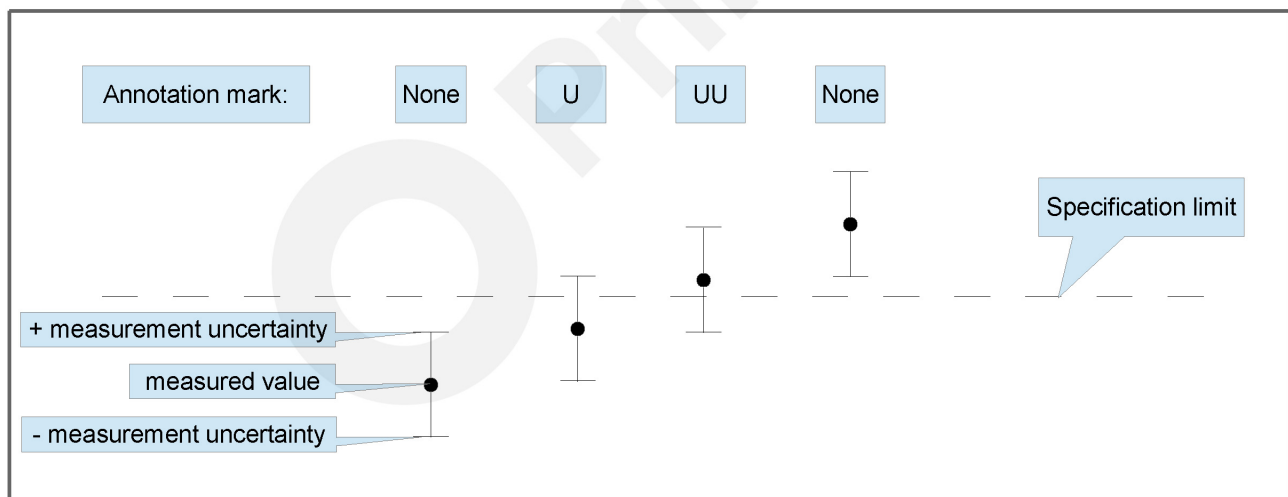 Annotation mark:
None
U
UU
None
Specification limit
+ measurement uncertainty
measured value
- measurement uncertainty